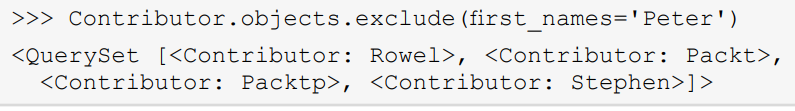 >>> Contributor.objects.exclude(first_names='Peter')
<QuerySet [<Contributor: Rowel>, <Contributor: Packt>,
<Contributor: Packtp>, <Contributor: Stephen>]>